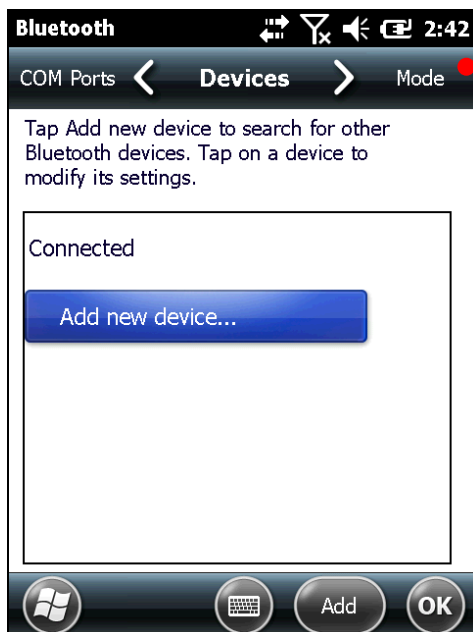 Bluetooth 2:42
COM Ports Devices Mode
Tap Add new device to search for other
Bluetooth devices. Tap on a device to
modify its settings.
Connected
Add new device...
Add OK